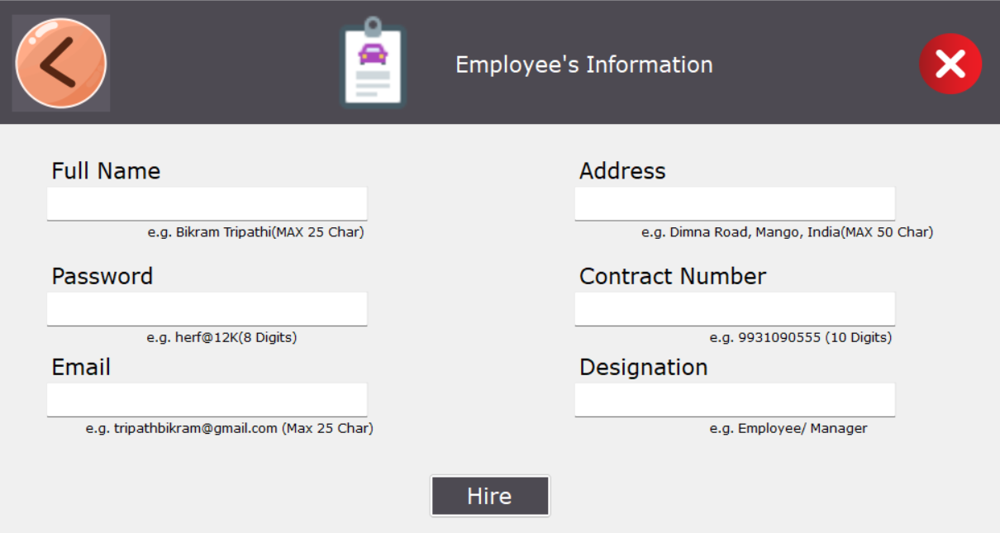 Employee's Information
Full Name
e.g. Bikram Tripathi(MAX 25 Char)
Address
e.g. Dimna Road, Mango, India(MAX 50 Char)
Password
e.g. herf@12K(8 Digits)
Contract Number
e.g. 9931090555 (10 Digits)
Email
e.g. tripathbikram@gmail.com (Max 25 Char)
Designation
e.g. Employee/ Manager
Hire